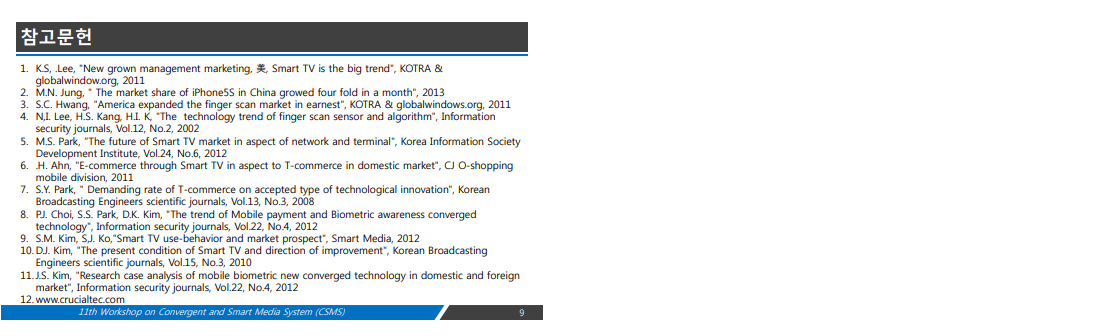 참고문헌
1. K.S, .Lee, "New grown management marketing, 美, Smart TV is the big trend", KOTRA &
globalwindow.org, 2011
2. M.N. Jung, " The market share of iPhone5S in China growed four fold in a month", 2013
3. S.C. Hwang, "America expanded the finger scan market in earnest", KOTRA & globalwindows.org, 2011
4. N,I. Lee, H.S. Kang, H.I. K, "The  technology trend of finger scan sensor and algorithm", Information
security journals, Vol.12, No.2, 2002
5. M.S. Park, "The future of Smart TV market in aspect of network and terminal", Korea Information Society
Development Institute, Vol.24, No.6, 2012
6. .H. Ahn, "E-commerce through Smart TV in aspect to T-commerce in domestic market", CJ O-shopping
mobile division, 2011
7. S.Y. Park, " Demanding rate of T-commerce on accepted type of technological innovation", Korean
Broadcasting Engineers scientific journals, Vol.13, No.3, 2008
8. P.J. Choi, S.S. Park, D.K. Kim, "The trend of Mobile payment and Biometric awareness converged
technology", Information security journals, Vol.22, No.4, 2012
9. S.M. Kim, S,J. Ko,"Smart TV use-behavior and market prospect", Smart Media, 2012
10. D.J. Kim, "The present condition of Smart TV and direction of improvement", Korean Broadcasting
Engineers scientific journals, Vol.15, No.3, 2010
11. J.S. Kim, "Research case analysis of mobile biometric new converged technology in domestic and foreign
market", Information security journals, Vol.22, No.4, 2012
12. www.crucialtec.com
11th Workshop on Convergent and Smart Media System (CSMS)
9